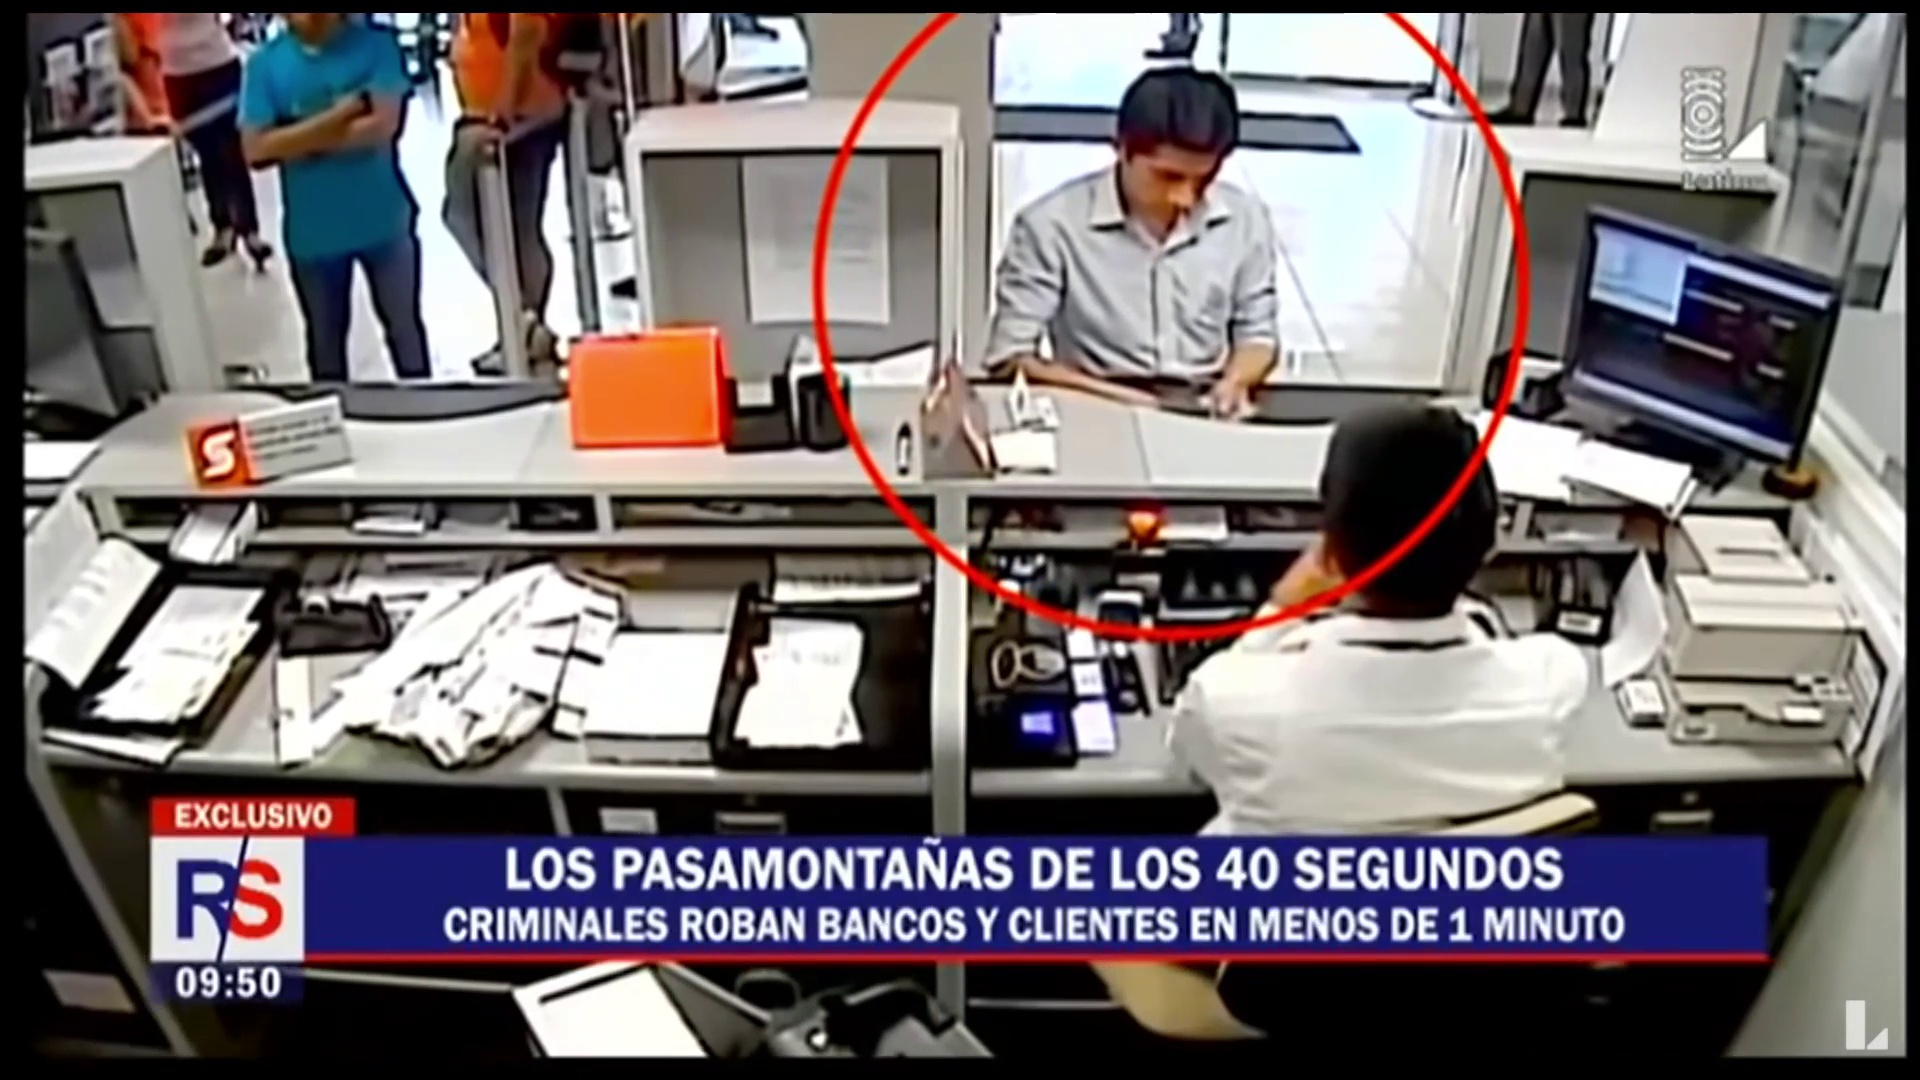 Latina
EXCLUSIVO
RS
LOS PASAMONTAÑAS DE LOS 40 SEGUNDOS
CRIMINALES ROBAN BANCOS Y CLIENTES EN MENOS DE 1 MINUTO
09:50